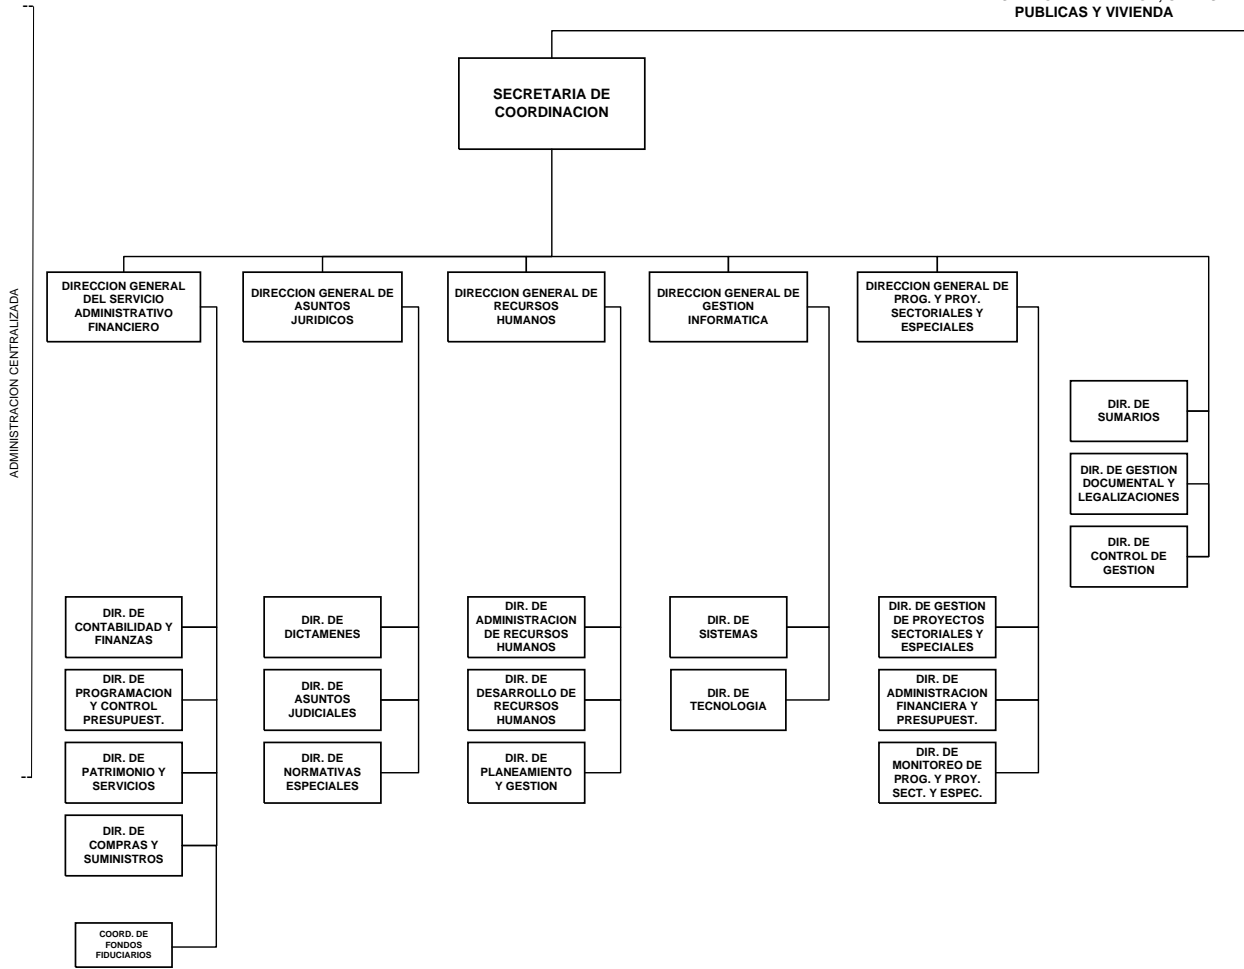 PUBLICAS Y VIVIENDA
SECRETARIA DE
COORDINACION
ADMINISTRACION CENTRALIZADA
DIRECCION GENERAL
DEL SERVICIO
ADMINISTRATIVO
FINANCIERO
DIRECCION GENERAL DE
ASUNTOS
JURIDICOS
DIRECCION GENERAL DE
RECURSOS
HUMANOS
DIRECCION GENERAL DE
GESTION
INFORMATICA
DIRECCION GENERAL DE
PROG. Y PROY.
SECTORIALES Y
ESPECIALES
DIR. DE
SUMARIOS
DIR. DE GESTION
DOCUMENTAL Y
LEGALIZACIONES
DIR. DE
CONTROL DE
GESTION
DIR. DE
CONTABILIDAD Y
FINANZAS
DIR. DE
DICTAMENES
DIR. DE
ADMINISTRACION
DE RECURSOS
HUMANOS
DIR. DE
SISTEMAS
DIR. DE GESTION
DE PROYECTOS
SECTORIALES Y
ESPECIALES
DIR. DE
PROGRAMACION
Y CONTROL
PRESUPUEST.
DIR. DE
ASUNTOS
JUDICIALES
DIR. DE
DESARROLLO DE
RECURSOS
HUMANOS
DIR. DE
TECNOLOGIA
DIR. DE
ADMINISTRACION
FINANCIERA Y
PRESUPUEST.
DIR. DE
PATRIMONIO Y
SERVICIOS
DIR. DE
NORMATIVAS
ESPECIALES
DIR. DE
PLANEAMIENTO
Y GESTION
DIR. DE
MONITOREO DE
PROG. Y PROY.
SECT. Y ESPEC.
DIR. DE
COMPRAS Y
SUMINISTROS
COORD. DE
FONDOS
FIDUCIARIOS